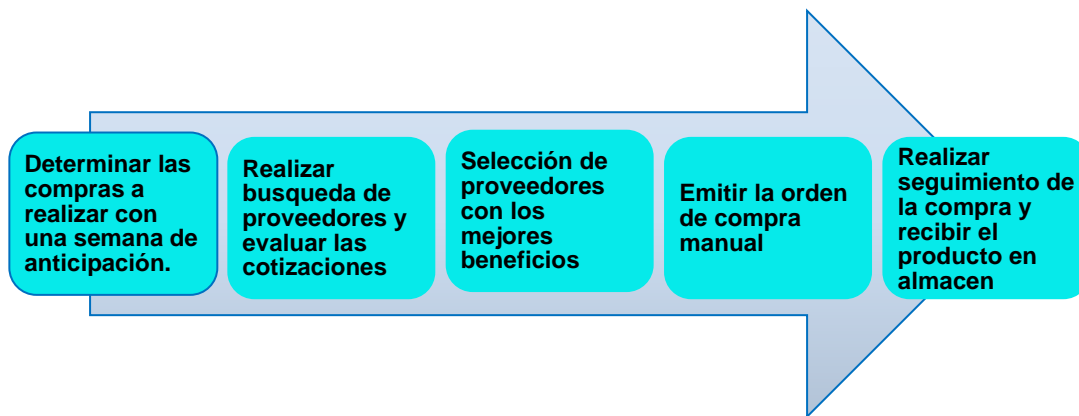 Determinar las
compras a
realizar con
una semana de
anticipación.
Realizar
busqueda de
proveedores y
evaluar las
cotizaciones
Selección de
proveedores
con los
mejores
beneficios
Emitir la orden
de compra
manual
Realizar
seguimiento de
la compra y
recibir el
producto en
almacen